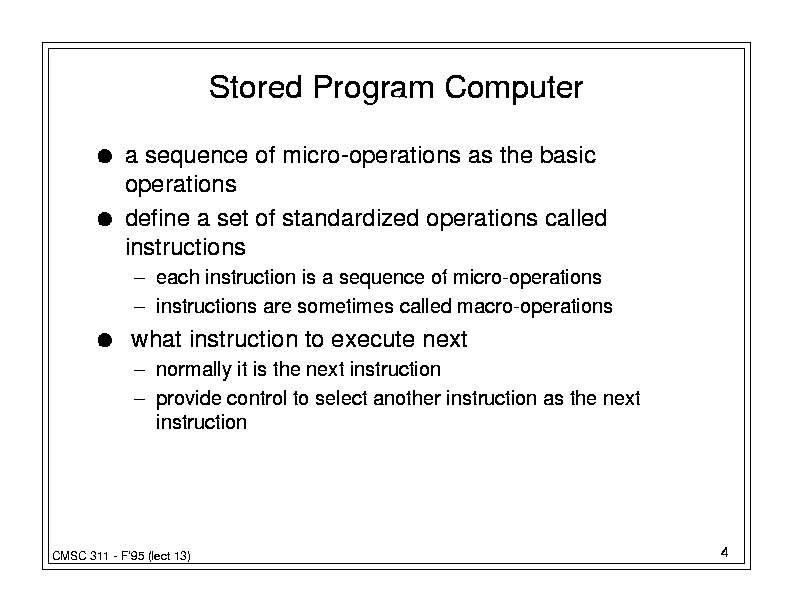 Stored Program Computer
● a sequence of micro-operations as the basic
operations
● define a set of standardized operations called
instructions
– each instruction is a sequence of micro-operations
– instructions are sometimes called macro-operations
● what instruction to execute next
– normally it is the next instruction
– provide control to select another instruction as the next
instruction
CMSC 311 - F'95 (lect 13)
4